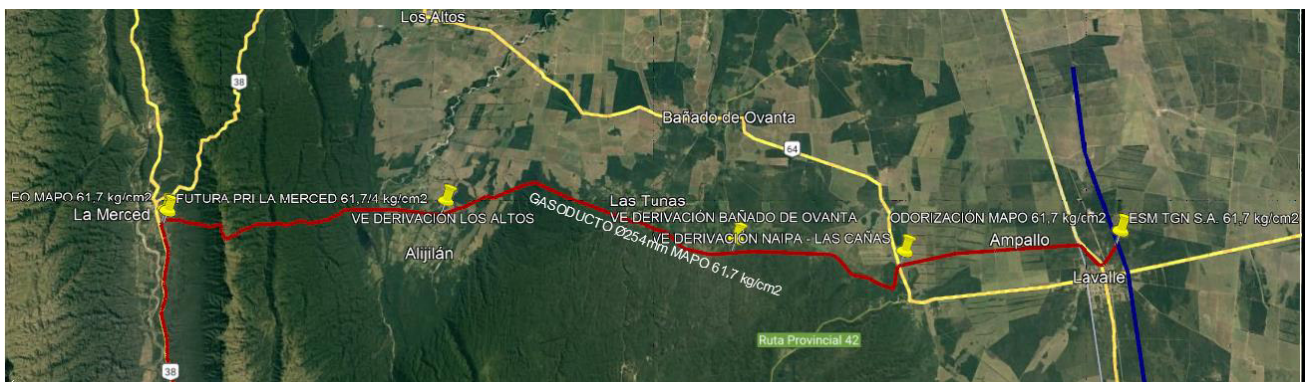 Los Altos
38
Bañado de Ovanta
64
EO MAPO 61,7 kg/cm2
FUTURA PRI LA MERCED 61,7/4 kg/cm2
La Merced
VE DERIVACIÓN LOS ALTOS
Las Tunas
VE DERIVACIÓN BAÑADO DE OVANTA
ODORIZACIÓN MAPO 61,7 kg/cm2
ESM TGN S.A. 61,7 kg/cm2
VE DERIVACIÓN NAIPA - LAS CAÑAS
Ampallo
Alijilán
GASODUCTO Ø254mm MAPO 61,7 kg/cm2
Lavalle
Ruta Provincial 42
38